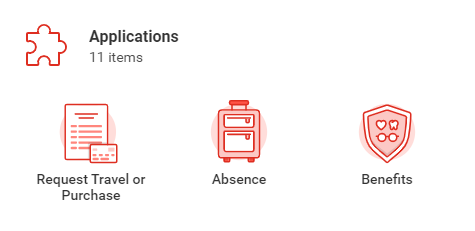 Applications
11 items
Request Travel or
Purchase
Absence
Benefits